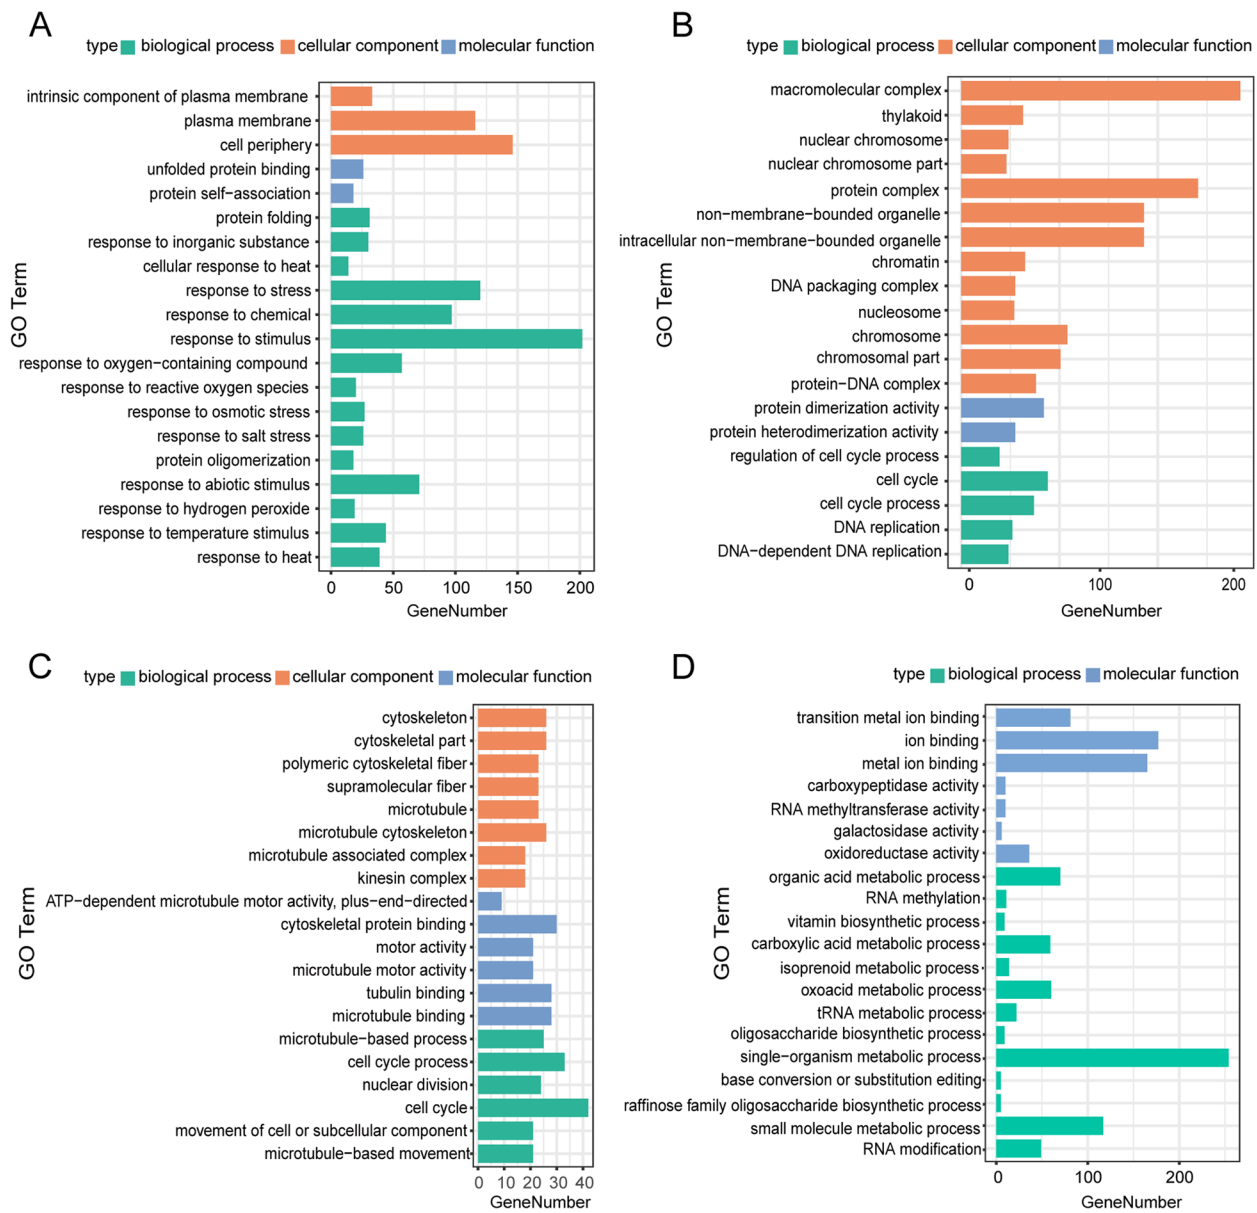 A
type biological process cellular component molecular function
intrinsic component of plasma membrane
plasma membrane
cell periphery
unfolded protein binding
protein self−association
protein folding
response to inorganic substance
cellular response to heat
response to stress
response to chemical
response to stimulus
response to oxygen−containing compound
response to reactive oxygen species
response to osmotic stress
response to salt stress
protein oligomerization
response to abiotic stimulus
response to hydrogen peroxide
response to temperature stimulus
response to heat
GO Term
0 50 100 150 200
GeneNumber
B
type biological process cellular component molecular function
macromolecular complex
thylakoid
nuclear chromosome
nuclear chromosome part
protein complex
non−membrane−bounded organelle
intracellular non−membrane−bounded organelle
chromatin
DNA packaging complex
nucleosome
chromosome
chromosomal part
protein−DNA complex
protein dimerization activity
protein heterodimerization activity
regulation of cell cycle process
cell cycle
cell cycle process
DNA replication
DNA−dependent DNA replication
GO Term
0 100 200
GeneNumber
C
type biological process cellular component molecular function
cytoskeleton
cytoskeletal part
polymeric cytoskeletal fiber
supramolecular fiber
microtubule
microtubule cytoskeleton
microtubule associated complex
kinesin complex
ATP−dependent microtubule motor activity, plus−end−directed
cytoskeletal protein binding
motor activity
microtubule motor activity
tubulin binding
microtubule binding
microtubule−based process
cell cycle process
nuclear division
cell cycle
movement of cell or subcellular component
microtubule−based movement
GO Term
0 10 20 30 40
GeneNumber
D
type biological process molecular function
transition metal ion binding
ion binding
metal ion binding
carboxypeptidase activity
RNA methyltransferase activity
galactosidase activity
oxidoreductase activity
organic acid metabolic process
RNA methylation
vitamin biosynthetic process
carboxylic acid metabolic process
isoprenoid metabolic process
oxoacid metabolic process
tRNA metabolic process
oligosaccharide biosynthetic process
single−organism metabolic process
base conversion or substitution editing
raffinose family oligosaccharide biosynthetic process
small molecule metabolic process
RNA modification
GO Term
0 100 200
GeneNumber